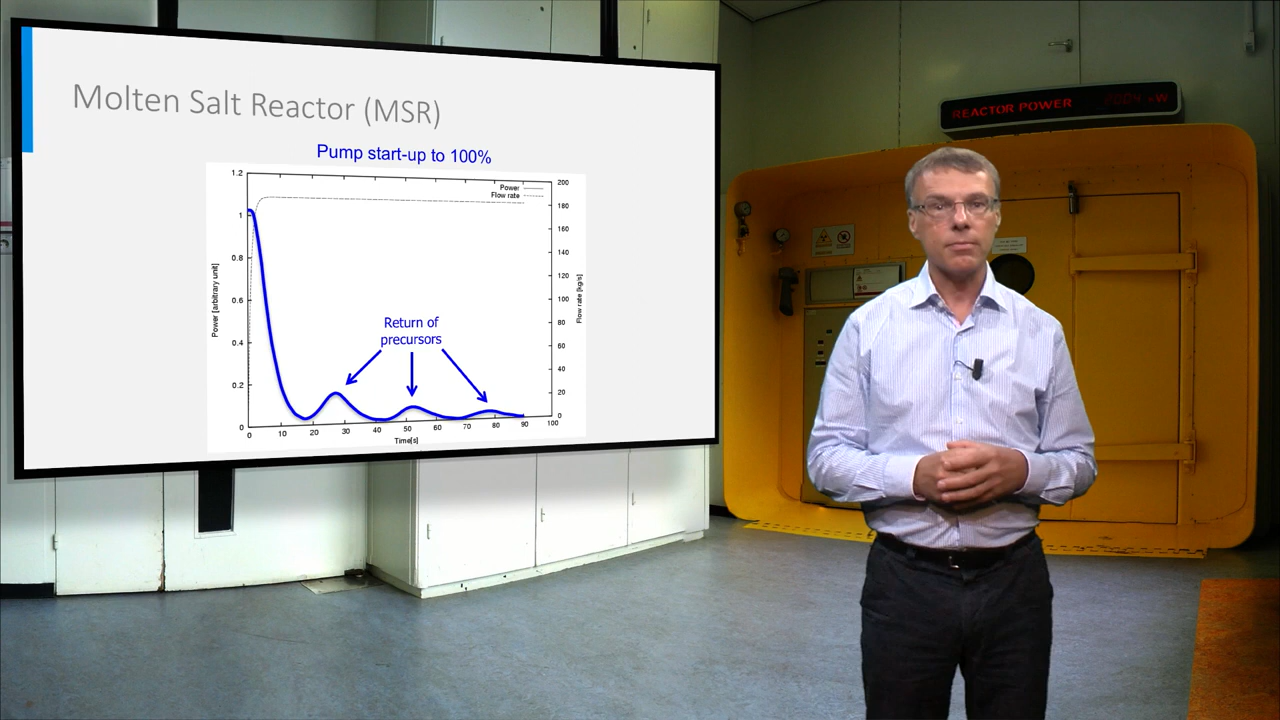 Molten Salt Reactor (MSR)
Pump start-up to 100%
Power
Flow rate
1.2
1
0.8
0.6
0.4
0.2
0
Power [arbitrary unit]
200
180
160
140
120
100
80
60
40
20
0
Flow rate [kg/s]
Return of
precursors
0 10 20 30 40 50 60 70 80 90 100
Time[s]
REACTOR POWER
kW